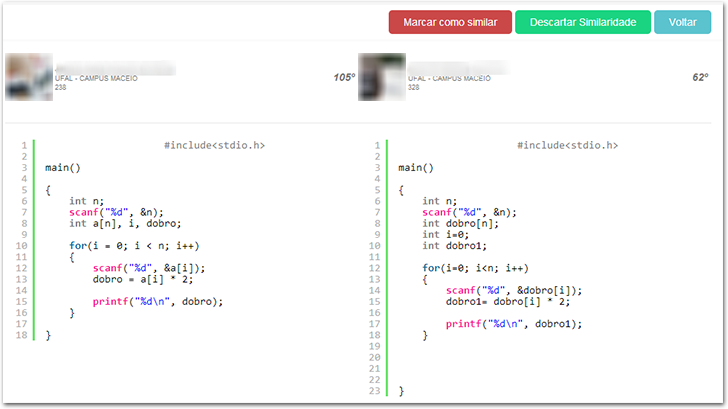 Marcar como similar
Descartar Similaridade
Voltar
UFAL - CAMPUS MACEIO
238
105º
UFAL - CAMPUS MACEIO
328
62º
1 #include<stdio.h>
2
3 main()
4
5 {
6 int n;
7 scanf("%d", &n);
8 int a[n], i, dobro;
9
10 for(i = 0; i < n; i++)
11 {
12 scanf("%d", &a[i]);
13 dobro = a[i] * 2;
14
15 printf("%d\n", dobro);
16 }
17
18 }
1 #include<stdio.h>
2
3 main()
4
5 {
6 int n;
7 scanf("%d", &n);
8 int dobro[n];
9 int i=0;
10 int dobro1;
11
12 for(i=0; i<n; i++)
13 {
14 scanf("%d", &dobro[i]);
15 dobro1= dobro[i] * 2;
16
17 printf("%d\n", dobro1);
18 }
19
20
21
22
23 }